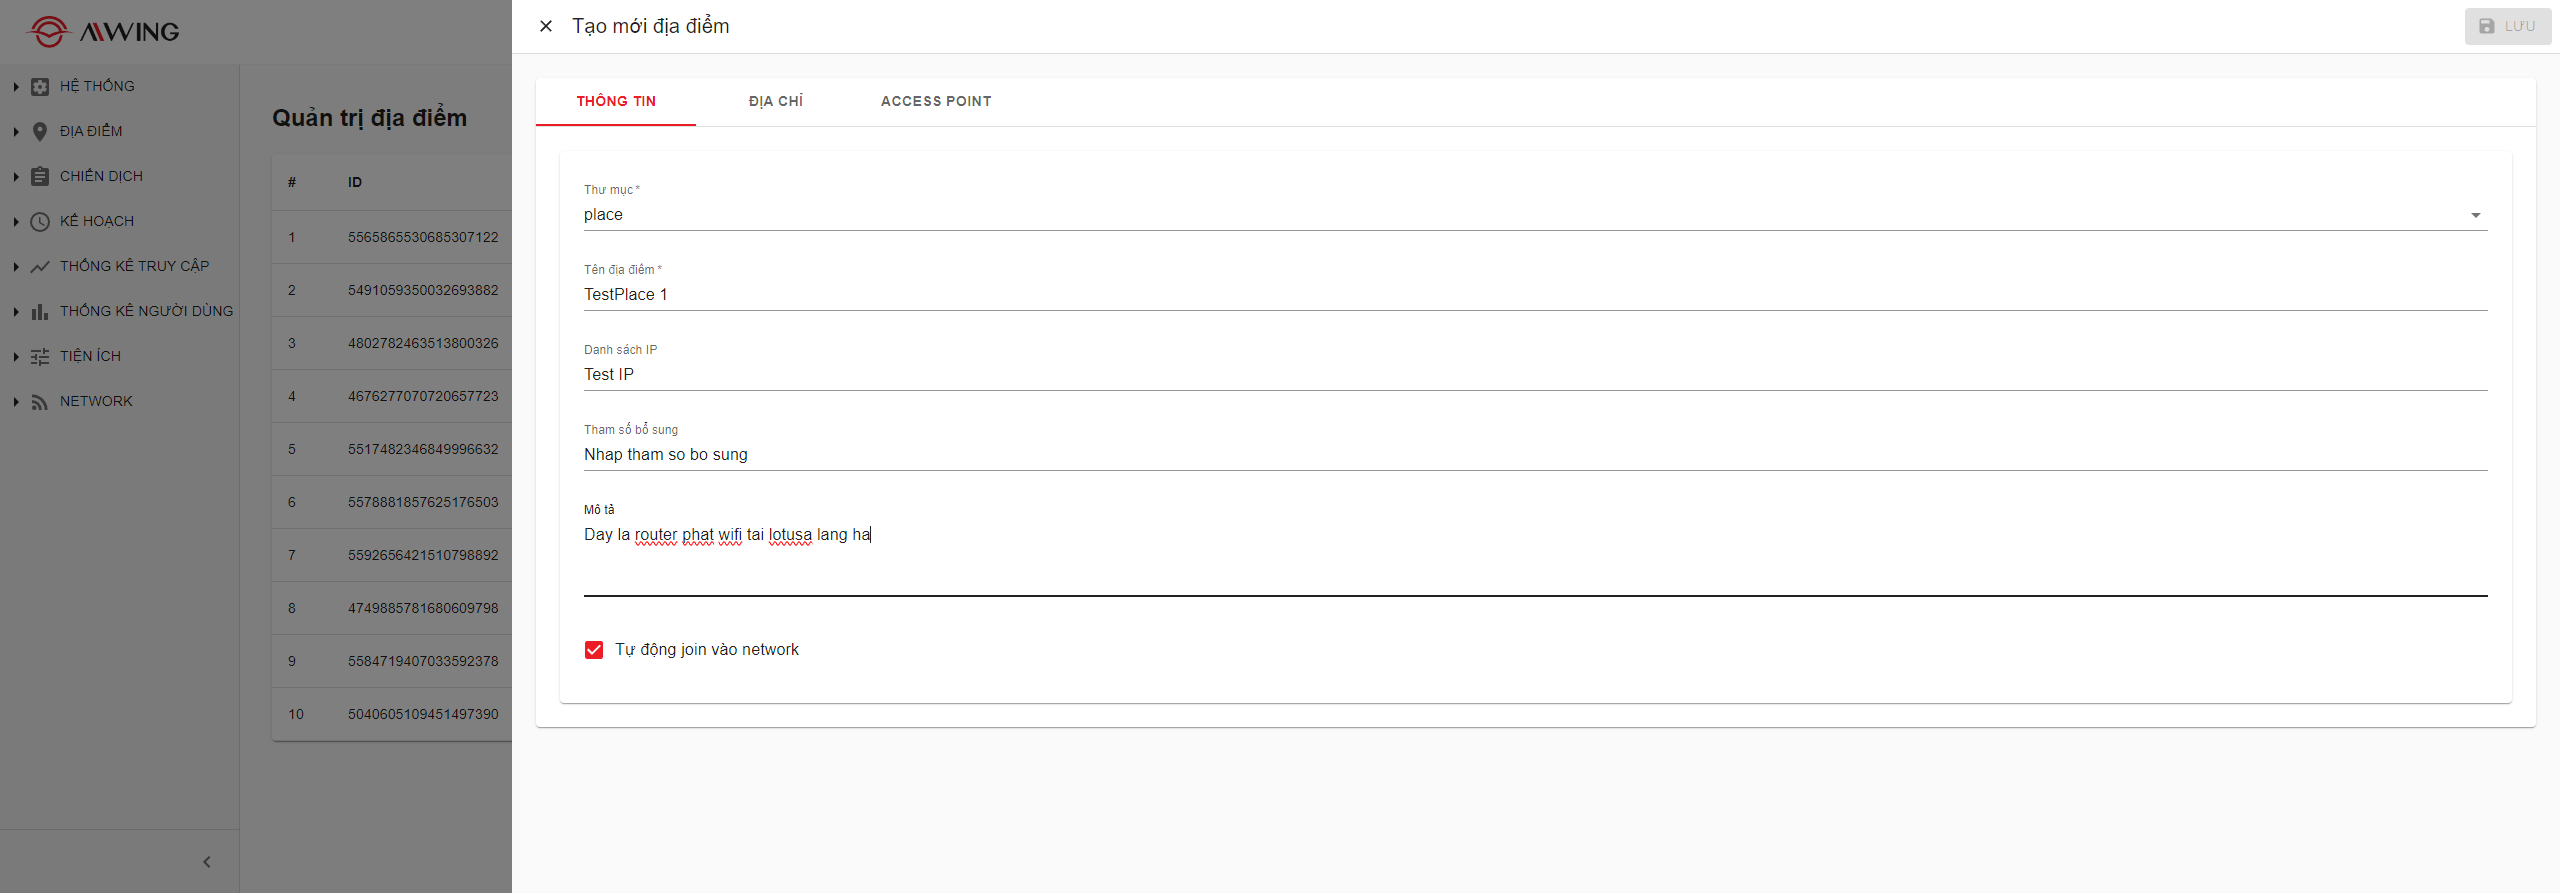 AWING
HỆ THỐNG
ĐỊA ĐIỂM
CHIẾN DỊCH
KẾ HOẠCH
THỐNG KÊ TRUY CẬP
THỐNG KÊ NGƯỜI DÙNG
TIỆN ÍCH
NETWORK
Quản trị địa điểm
# ID
1 5565865530685307122
2 5491059350032693882
3 4802782463513800326
4 4676277070720657723
5 5517482346849996632
6 5578881857625176503
7 5592656421510798892
8 4749885781680609798
9 5584719407033592378
10 5040605109451497390
Tạo mới địa điểm
LƯU
THÔNG TIN ĐỊA CHỈ ACCESS POINT
Thư mục *
place
Tên địa điểm *
TestPlace 1
Danh sách IP
Test IP
Tham số bổ sung
Nhap tham so bo sung
Mô tả
Day la router phat wifi tai lotusa lang ha
Tự động join vào network